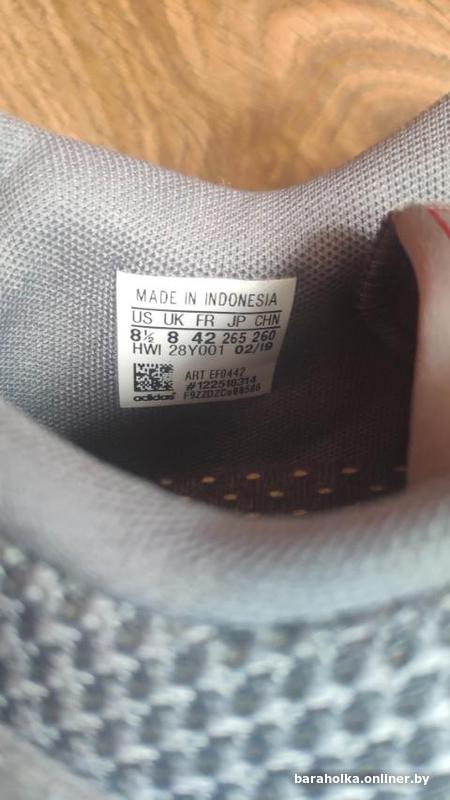 MADE IN INDONESIA
US UK FR JP CHN
8½ 8 42 265 260
HWI 28Y001 02/19
ART EF0442
#122510314
adidas
baraholka.onliner.by